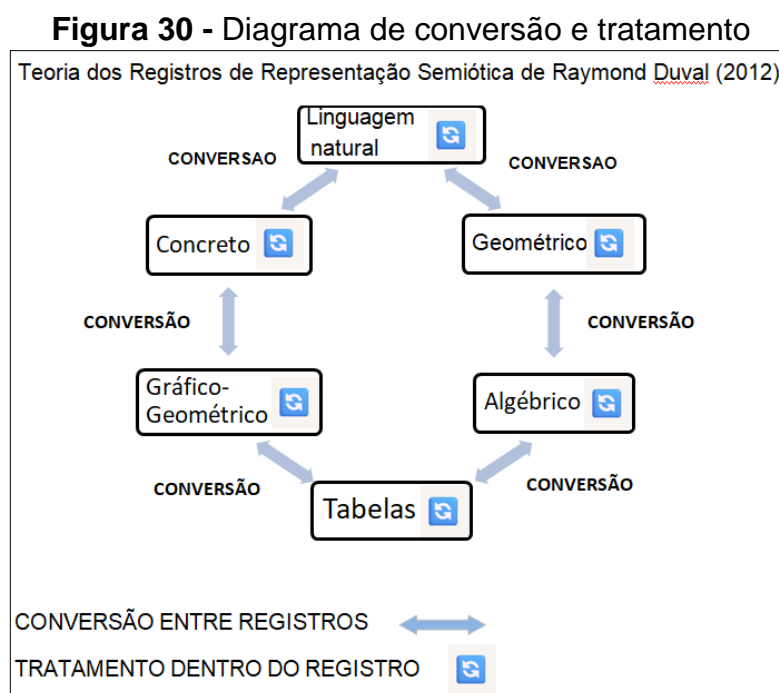 Figura 30 - Diagrama de conversão e tratamento
Teoria dos Registros de Representação Semiótica de Raymond Duval (2012)
Linguagem
natural
CONVERSAO
CONVERSAO
Concreto
Geométrico
CONVERSÃO
CONVERSÃO
Gráfico-
Geométrico
Algébrico
CONVERSÃO
CONVERSÃO
Tabelas
CONVERSÃO ENTRE REGISTROS
TRATAMENTO DENTRO DO REGISTRO